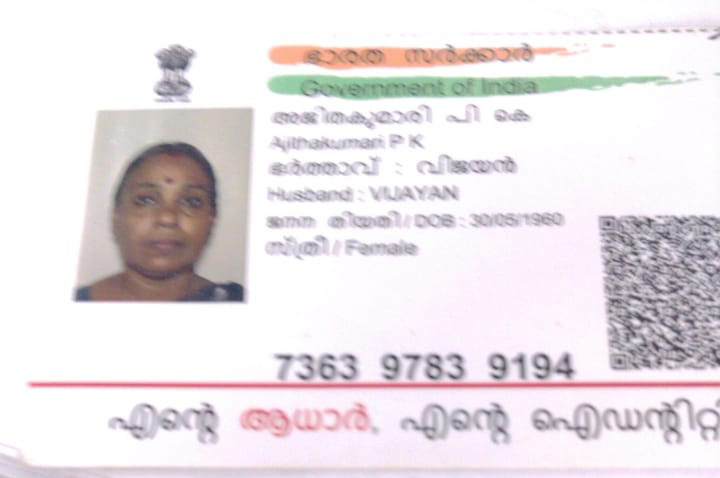 ഭാരത സർക്കാർ
Government of India
അജിതകുമാരി പി കെ
Ajithakumari P K
ഭർത്താവ് : വിജയൻ
Husband : VIJAYAN
ജനന തിയതി / DOB : 30/05/1960
സ്ത്രീ / Female
7363 9783 9194
എന്റെ ആധാർ, എന്റെ ഐഡന്റിറ്റി